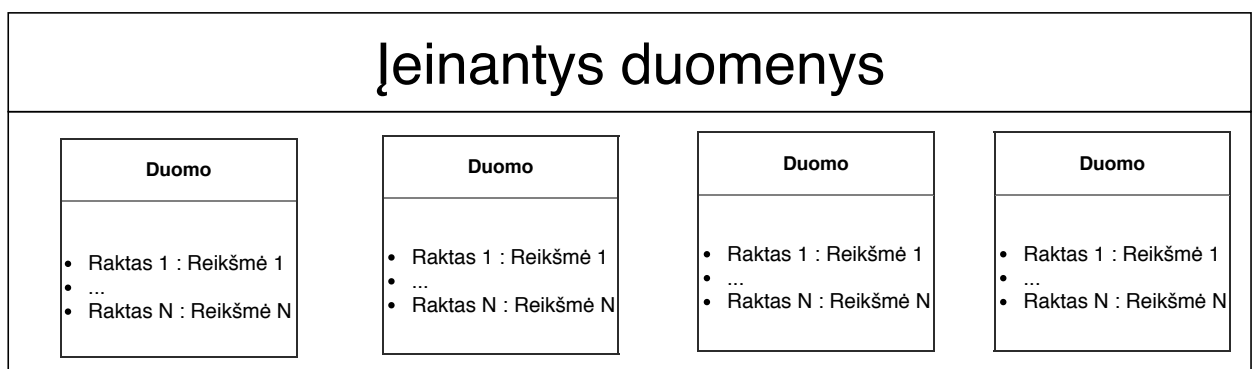 Įeinantys duomenys
Duomo
• Raktas 1 : Reikšmė 1
• ...
• Raktas N : Reikšmė N
Duomo
• Raktas 1 : Reikšmė 1
• ...
• Raktas N : Reikšmė N
Duomo
• Raktas 1 : Reikšmė 1
• ...
• Raktas N : Reikšmė N
Duomo
• Raktas 1 : Reikšmė 1
• ...
• Raktas N : Reikšmė N